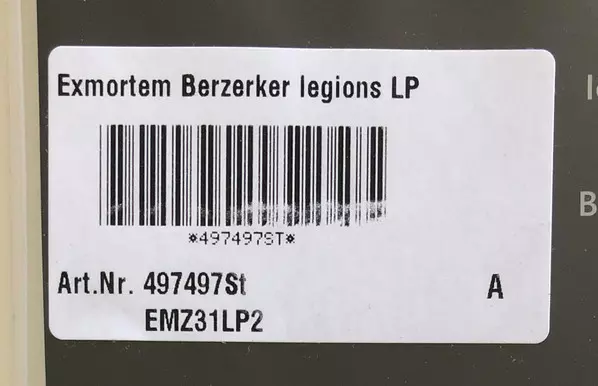 Exmortem Berzerker legions LP
*497497ST*
Art.Nr. 497497St
A
EMZ31LP2
B